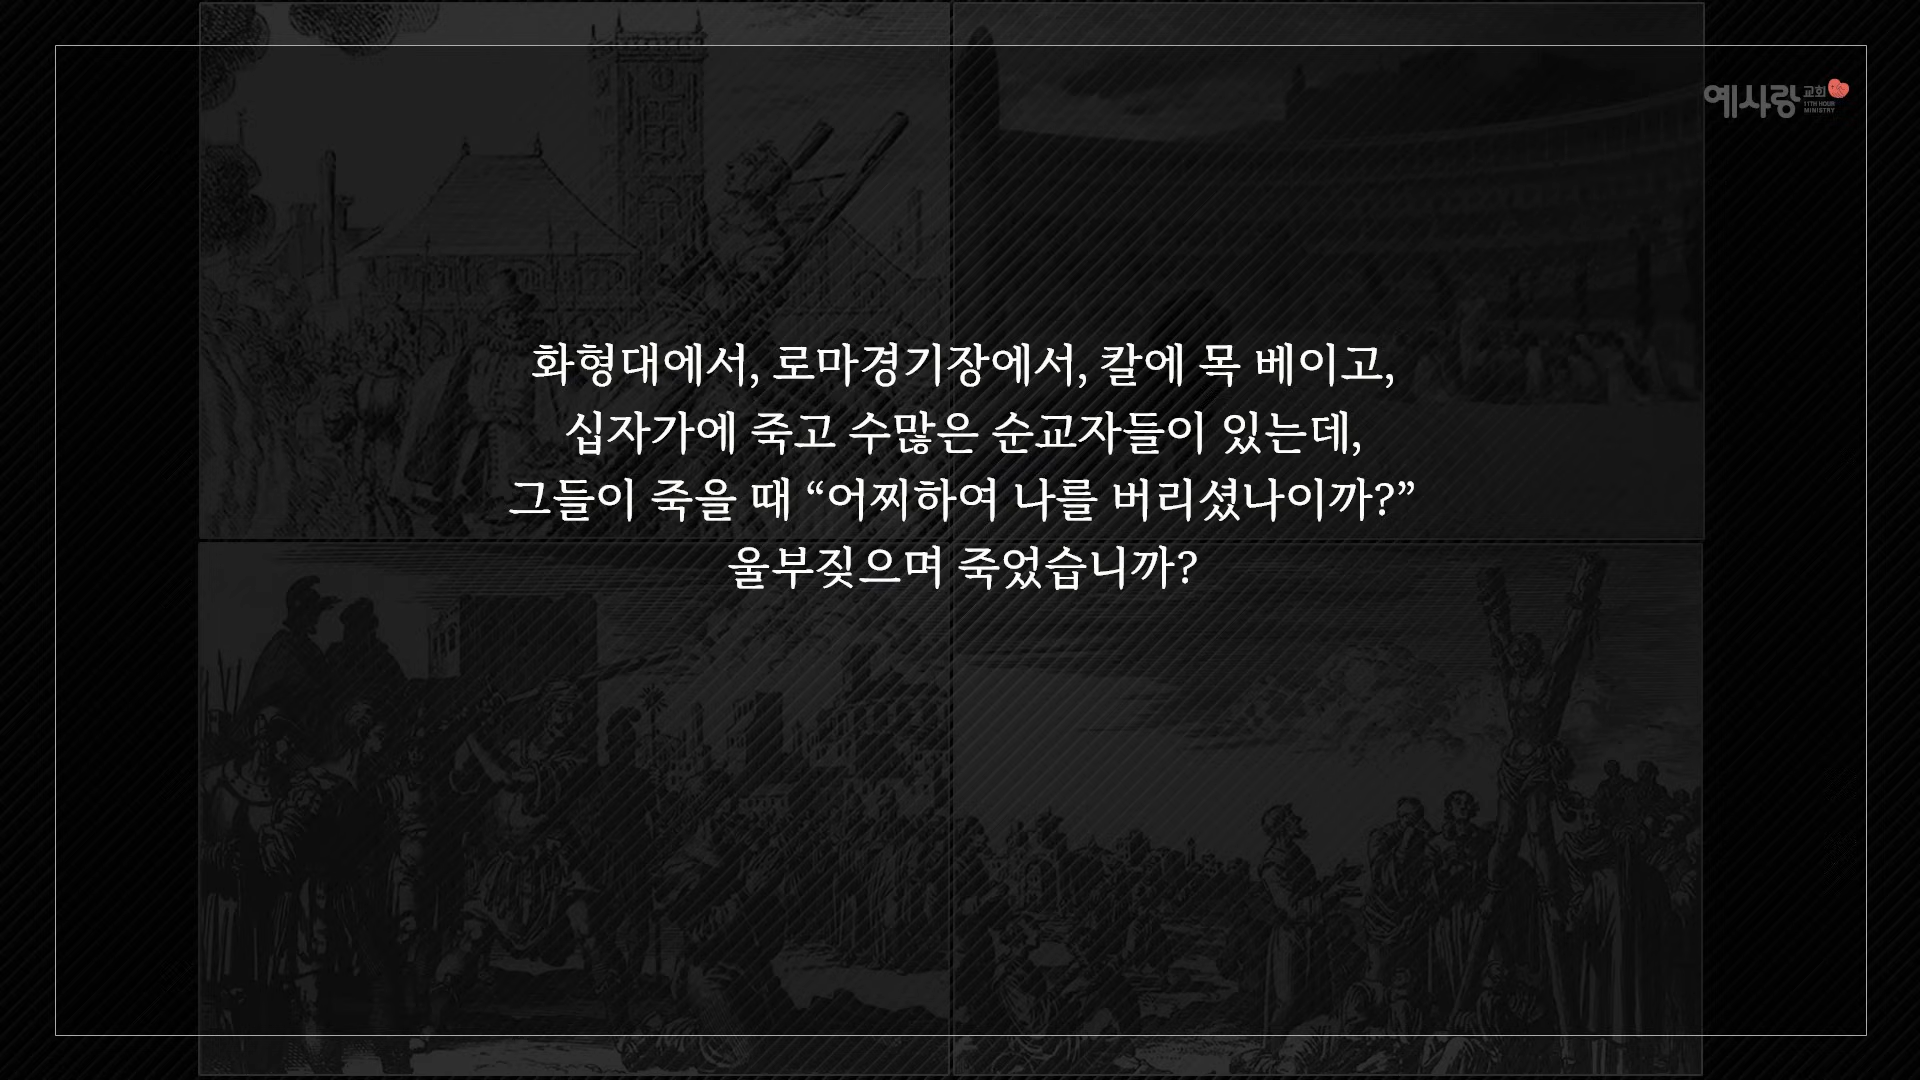 예사랑 교회
11TH HOUR
MINISTRY
화형대에서, 로마경기장에서, 칼에 목 베이고,
십자가에 죽고 수많은 순교자들이 있는데,
그들이 죽을 때 “어찌하여 나를 버리셨나이까?”
울부짖으며 죽었습니까?